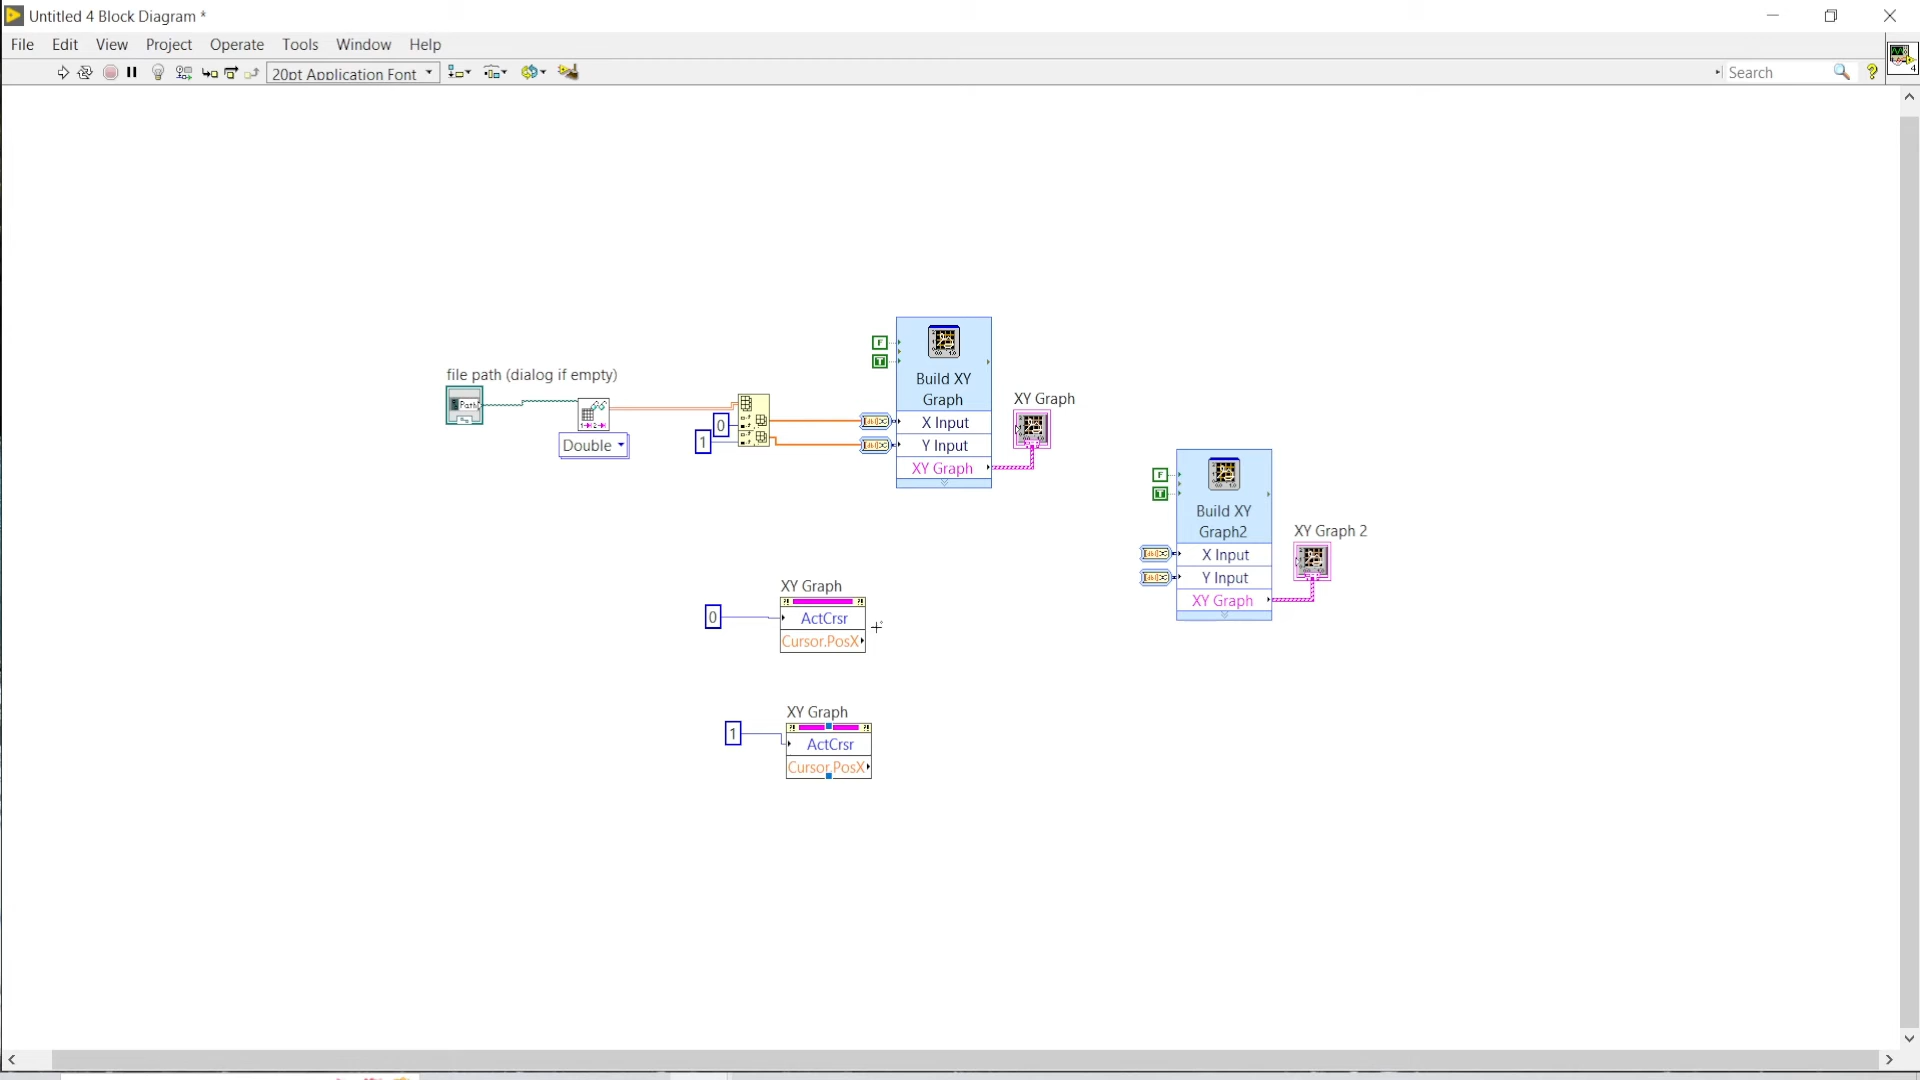 Untitled 4 Block Diagram *
File Edit View Project Operate Tools Window Help
20pt Application Font
Search
4
file path (dialog if empty)
Path
Double
0
1
F
T
Build XY
Graph
X Input
Y Input
XY Graph
XY Graph
F
T
Build XY
Graph2
X Input
Y Input
XY Graph
XY Graph 2
XY Graph
0
ActCrsr
Cursor.PosX
XY Graph
1
ActCrsr
Cursor.PosX